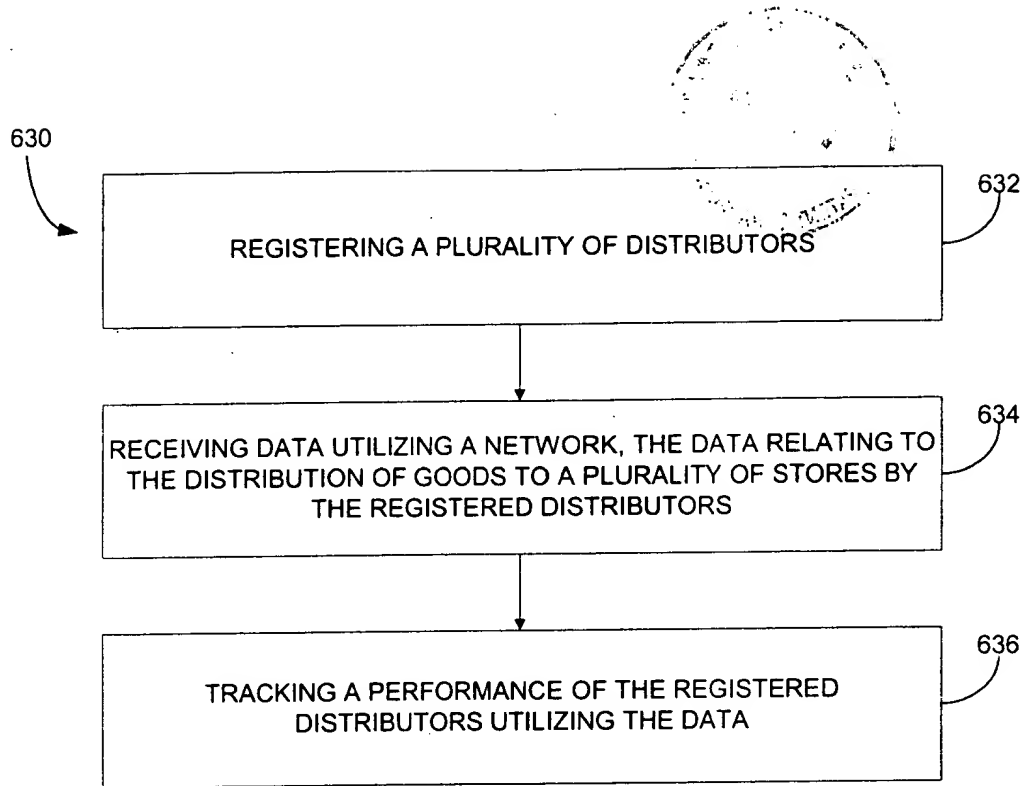 630
632
REGISTERING A PLURALITY OF DISTRIBUTORS
634
RECEIVING DATA UTILIZING A NETWORK, THE DATA RELATING TO
THE DISTRIBUTION OF GOODS TO A PLURALITY OF STORES BY
THE REGISTERED DISTRIBUTORS
636
TRACKING A PERFORMANCE OF THE REGISTERED
DISTRIBUTORS UTILIZING THE DATA